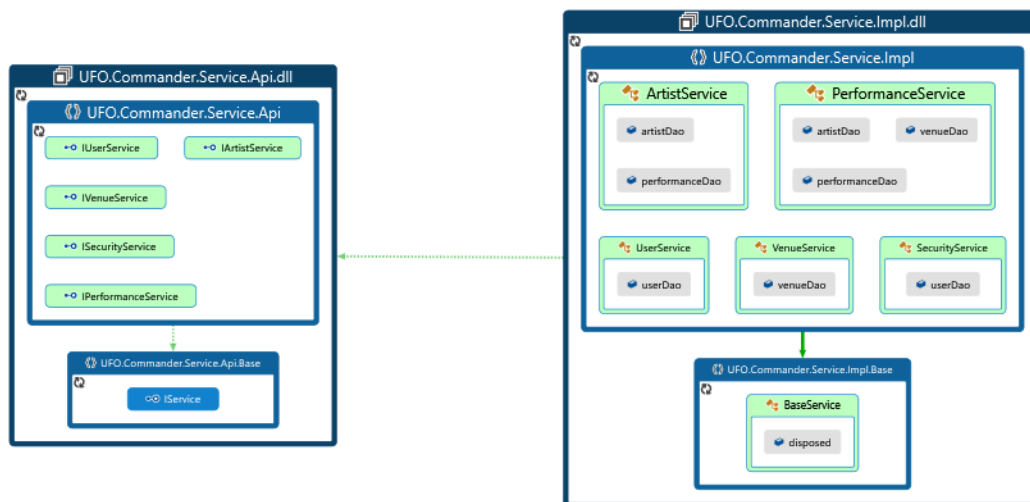 UFO.Commander.Service.Api.dll
UFO.Commander.Service.Api
IUserService
IArtistService
IVenueService
ISecurityService
IPerformanceService
UFO.Commander.Service.Api.Base
IService
UFO.Commander.Service.Impl.dll
UFO.Commander.Service.Impl
ArtistService
artistDao
performanceDao
PerformanceService
artistDao
venueDao
performanceDao
UserService
userDao
VenueService
venueDao
SecurityService
userDao
UFO.Commander.Service.Impl.Base
BaseService
disposed